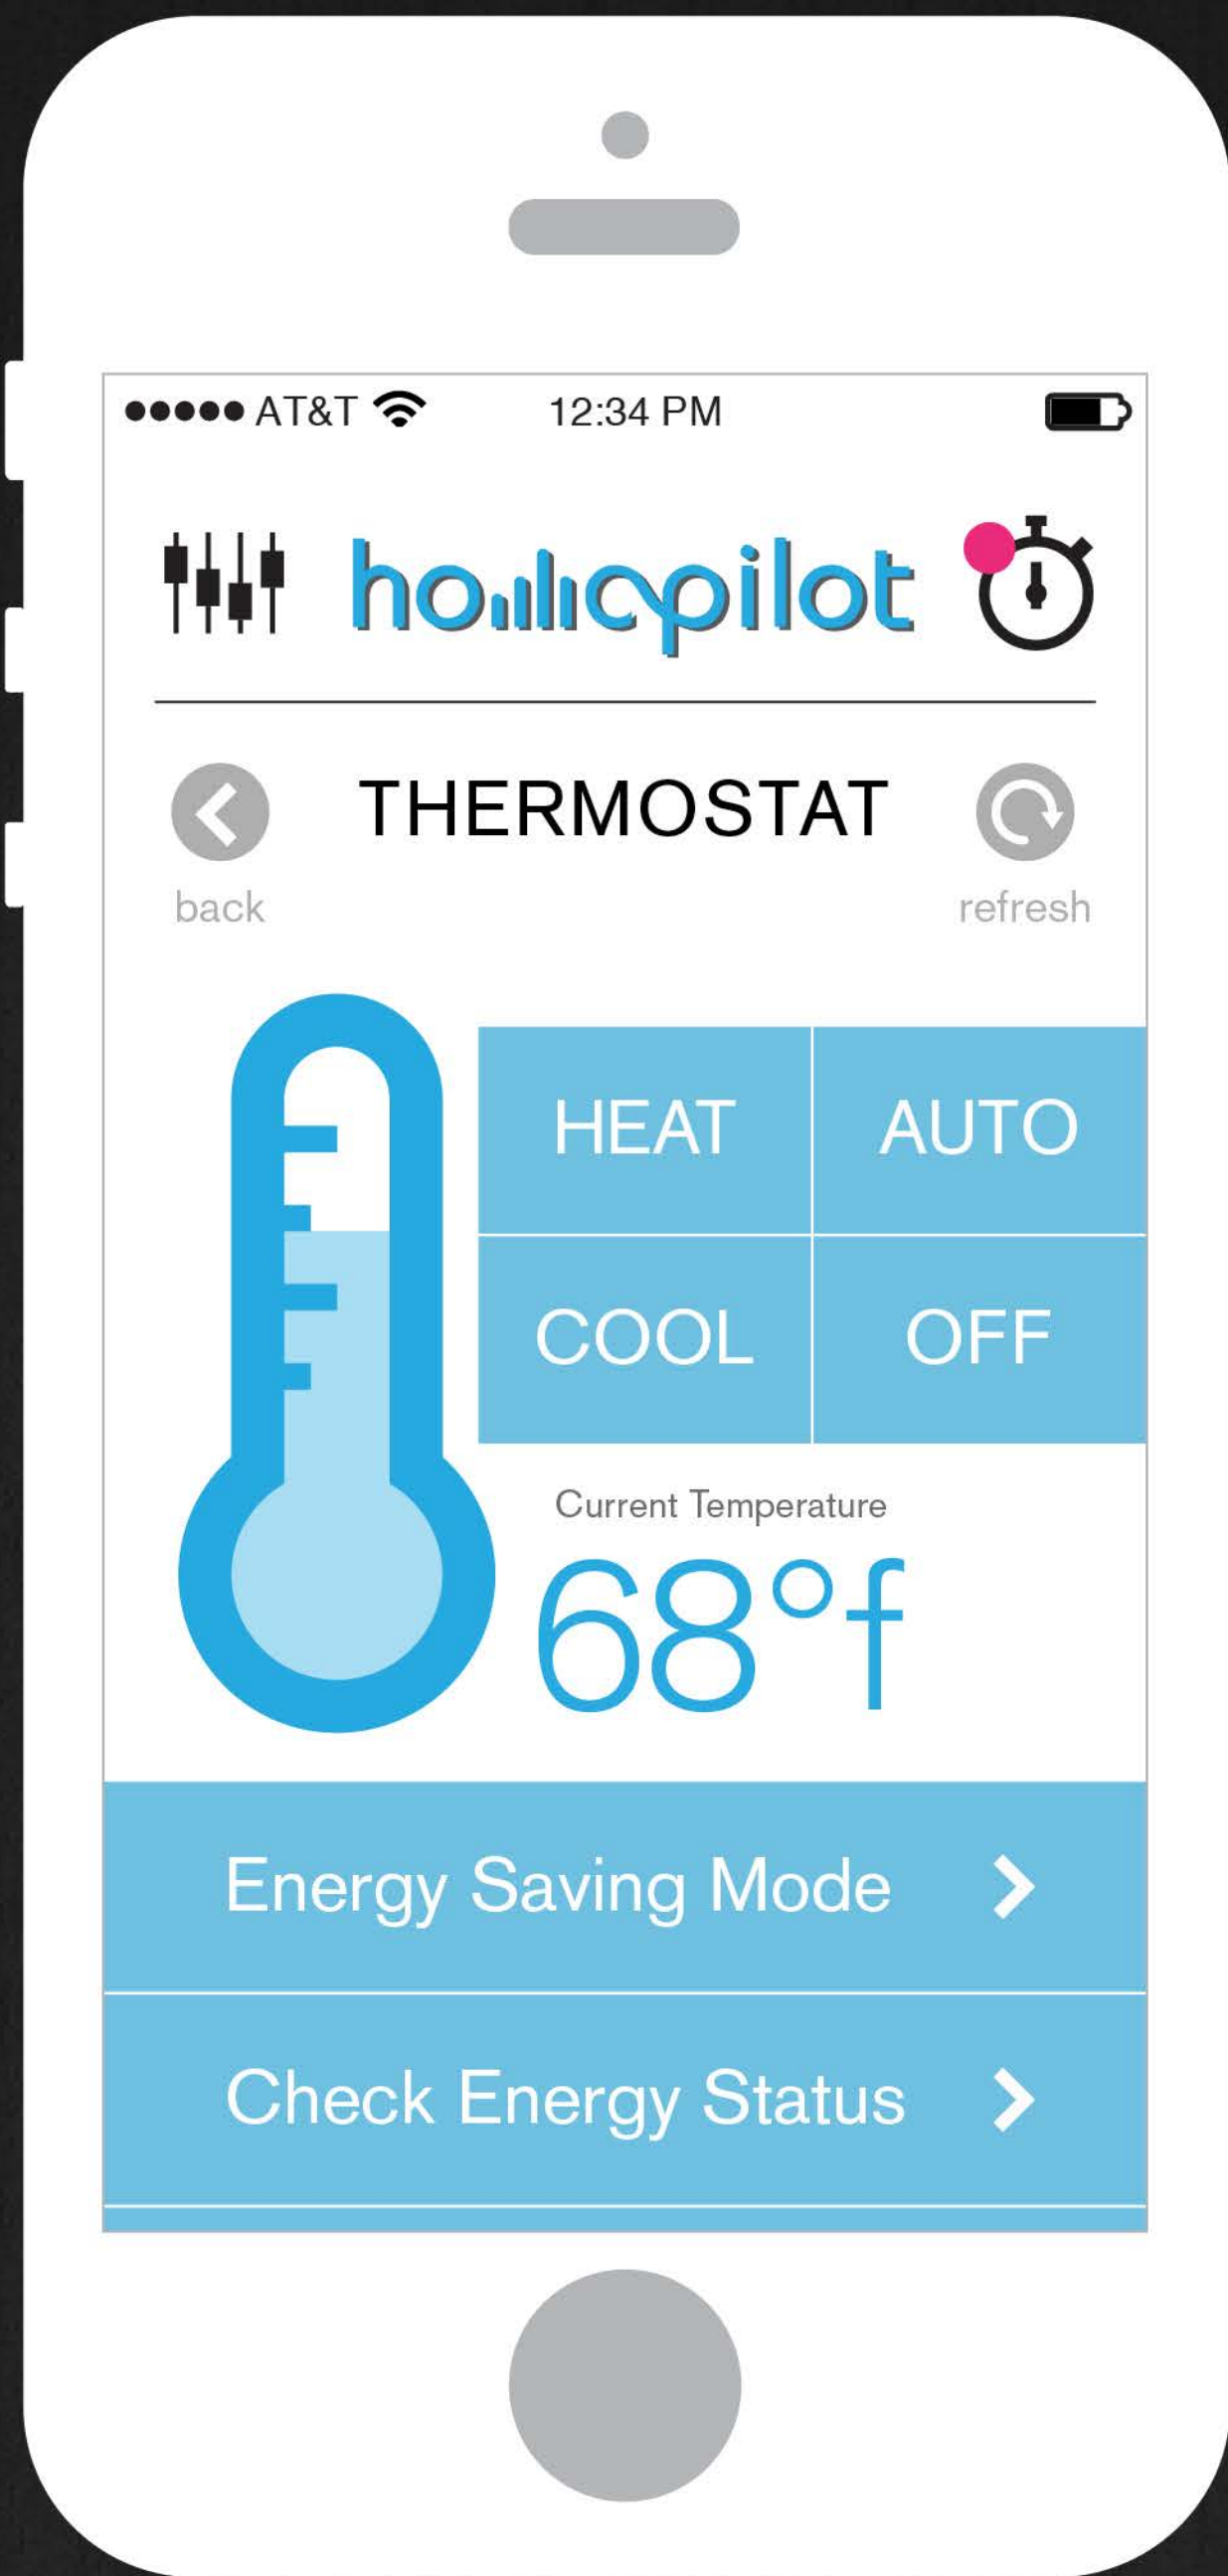 AT&T 12:34 PM
homepilot
THERMOSTAT
back refresh
HEAT AUTO
COOL OFF
Current Temperature
68°f
Energy Saving Mode
Check Energy Status